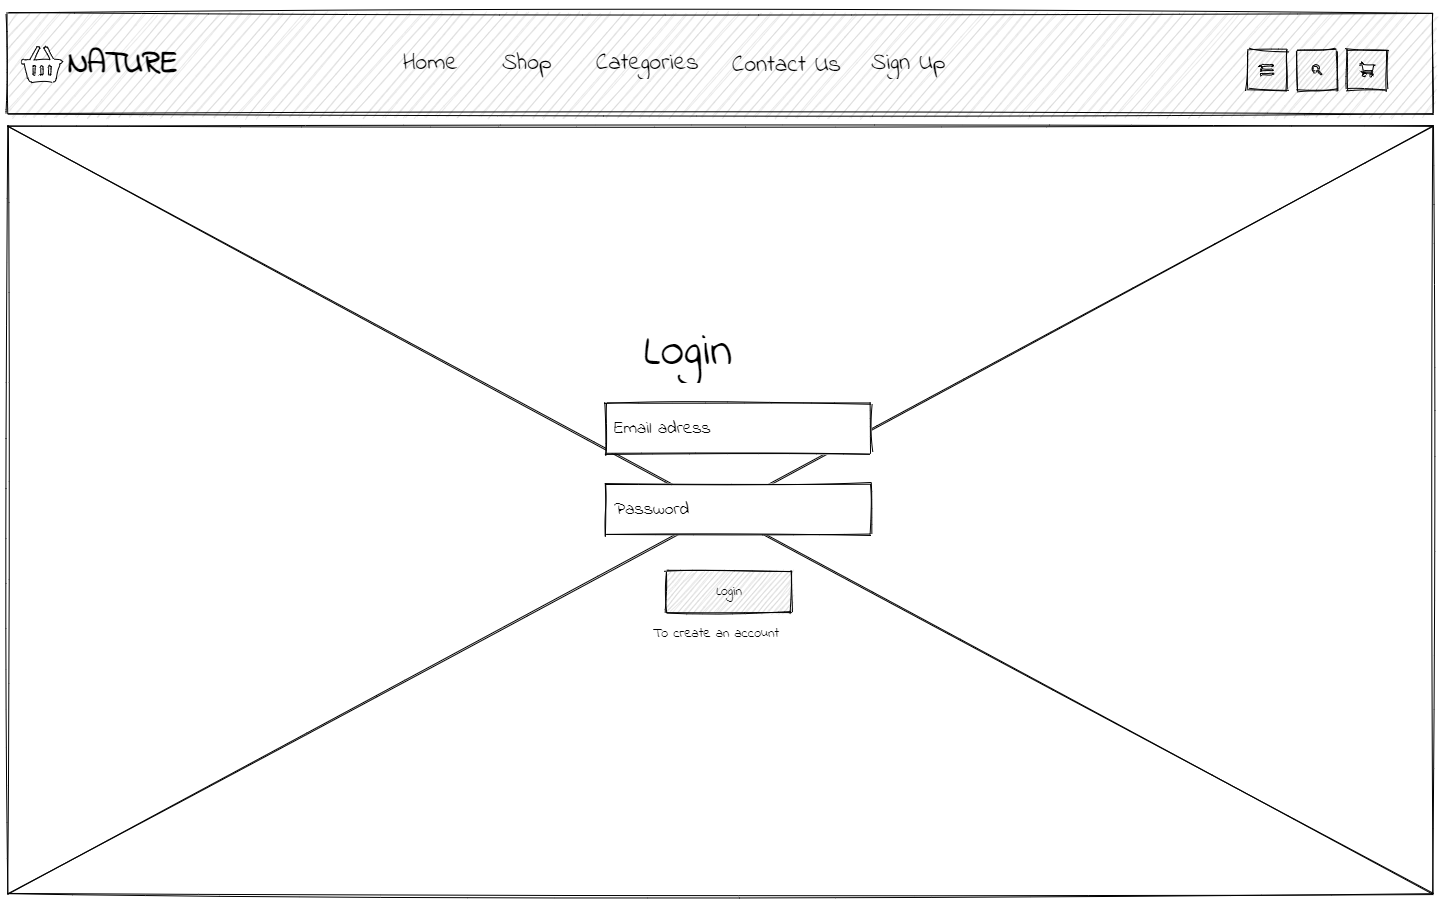 NATURE
Home Shop Categories Contact Us Sign Up
Login
Email adress
Password
Login
To create an account